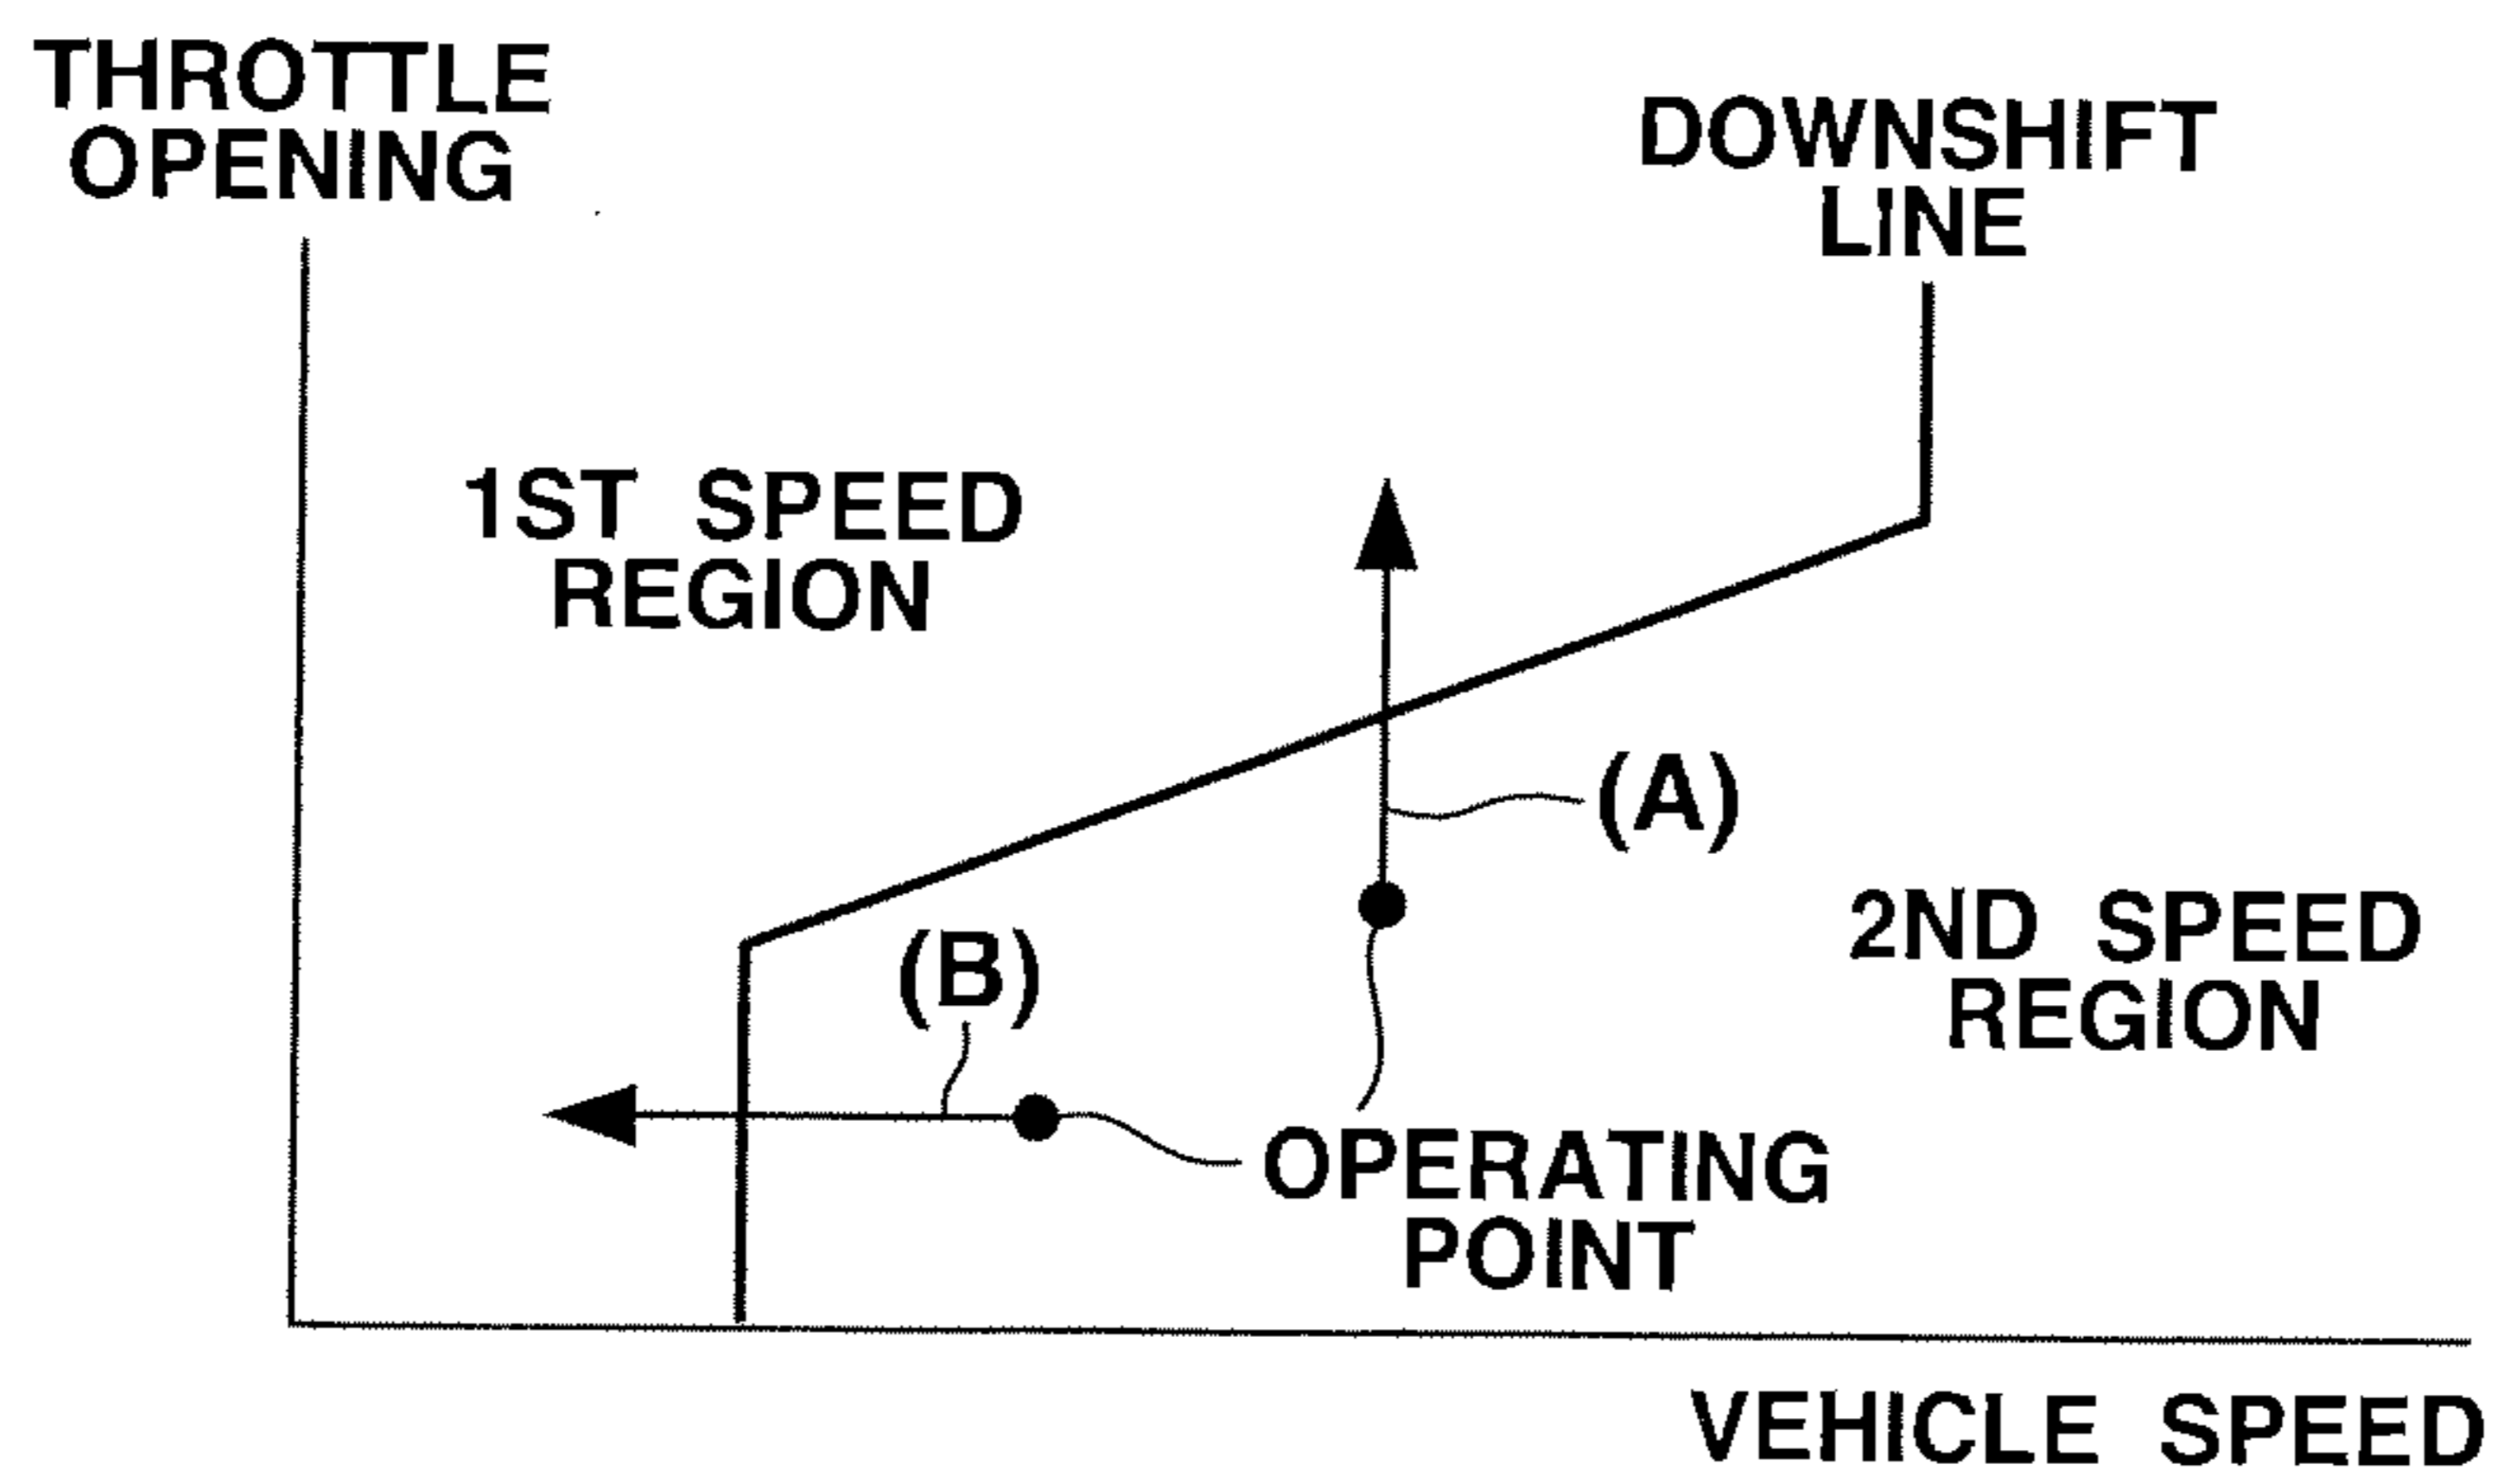 THROTTLE
OPENING
DOWNSHIFT
LINE
1ST SPEED
REGION
(A)
2ND SPEED
REGION
(B)
OPERATING
POINT
VEHICLE SPEED